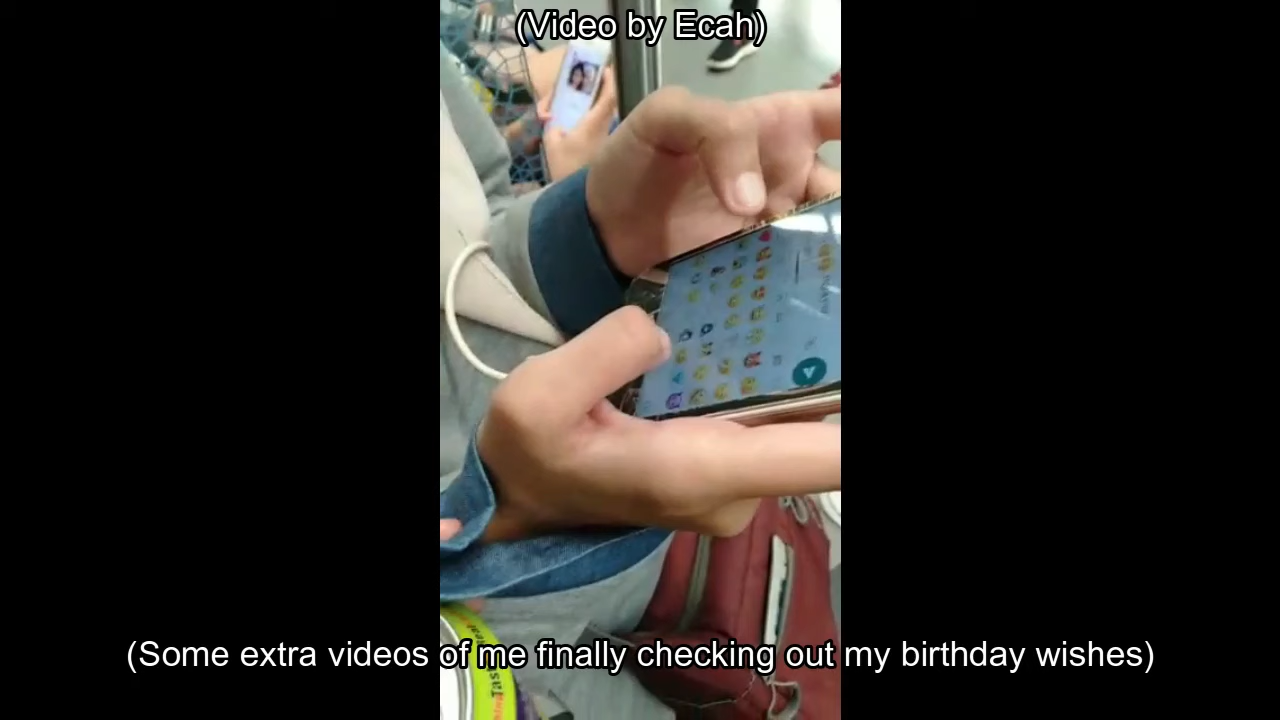 (Video by Ecah)
(Some extra videos of me finally checking out my birthday wishes)